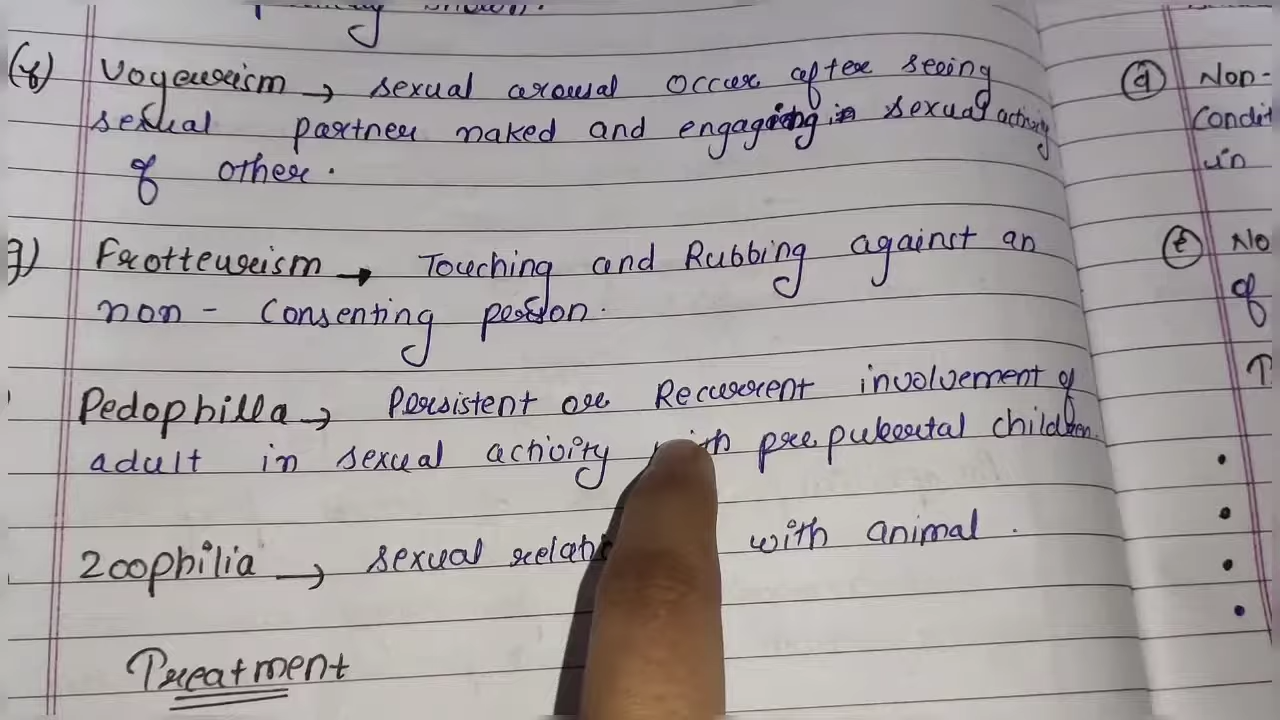 (f) Voyeurism → sexual arousal occur after seeing
sexual partner naked and engaging in sexual activity
of other.
g) Frotteurism → Touching and Rubbing against an
non - Consenting person.
Pedophilla → Persistent or Recurrent involvement of
adult in sexual activity with pre pubertal children.
Zoophilia → sexual with animal.
Treatment
(d) Non-
Condit
in
(e) No
of